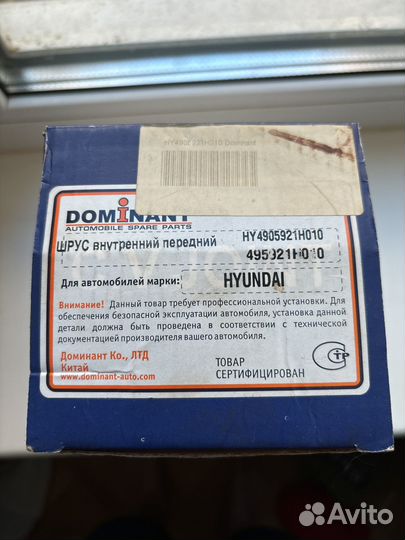 HY4905921H010 Dominant
DOMINANT
AUTOMOBILE SPARE PARTS
ШРУС внутренний передний HY4905921H010
495921H010
Для автомобилей марки: HYUNDAI
Внимание! Данный товар требует профессиональной установки. Для
обеспечения безопасной эксплуатации автомобиля, установка данной
детали должна быть проведена в соответствии с технической
документацией производителя вашего автомобиля.
Доминант Ко., ЛТД
Китай
www.dominant-auto.com
ТОВАР
СЕРТИФИЦИРОВАН
СТР
Avito